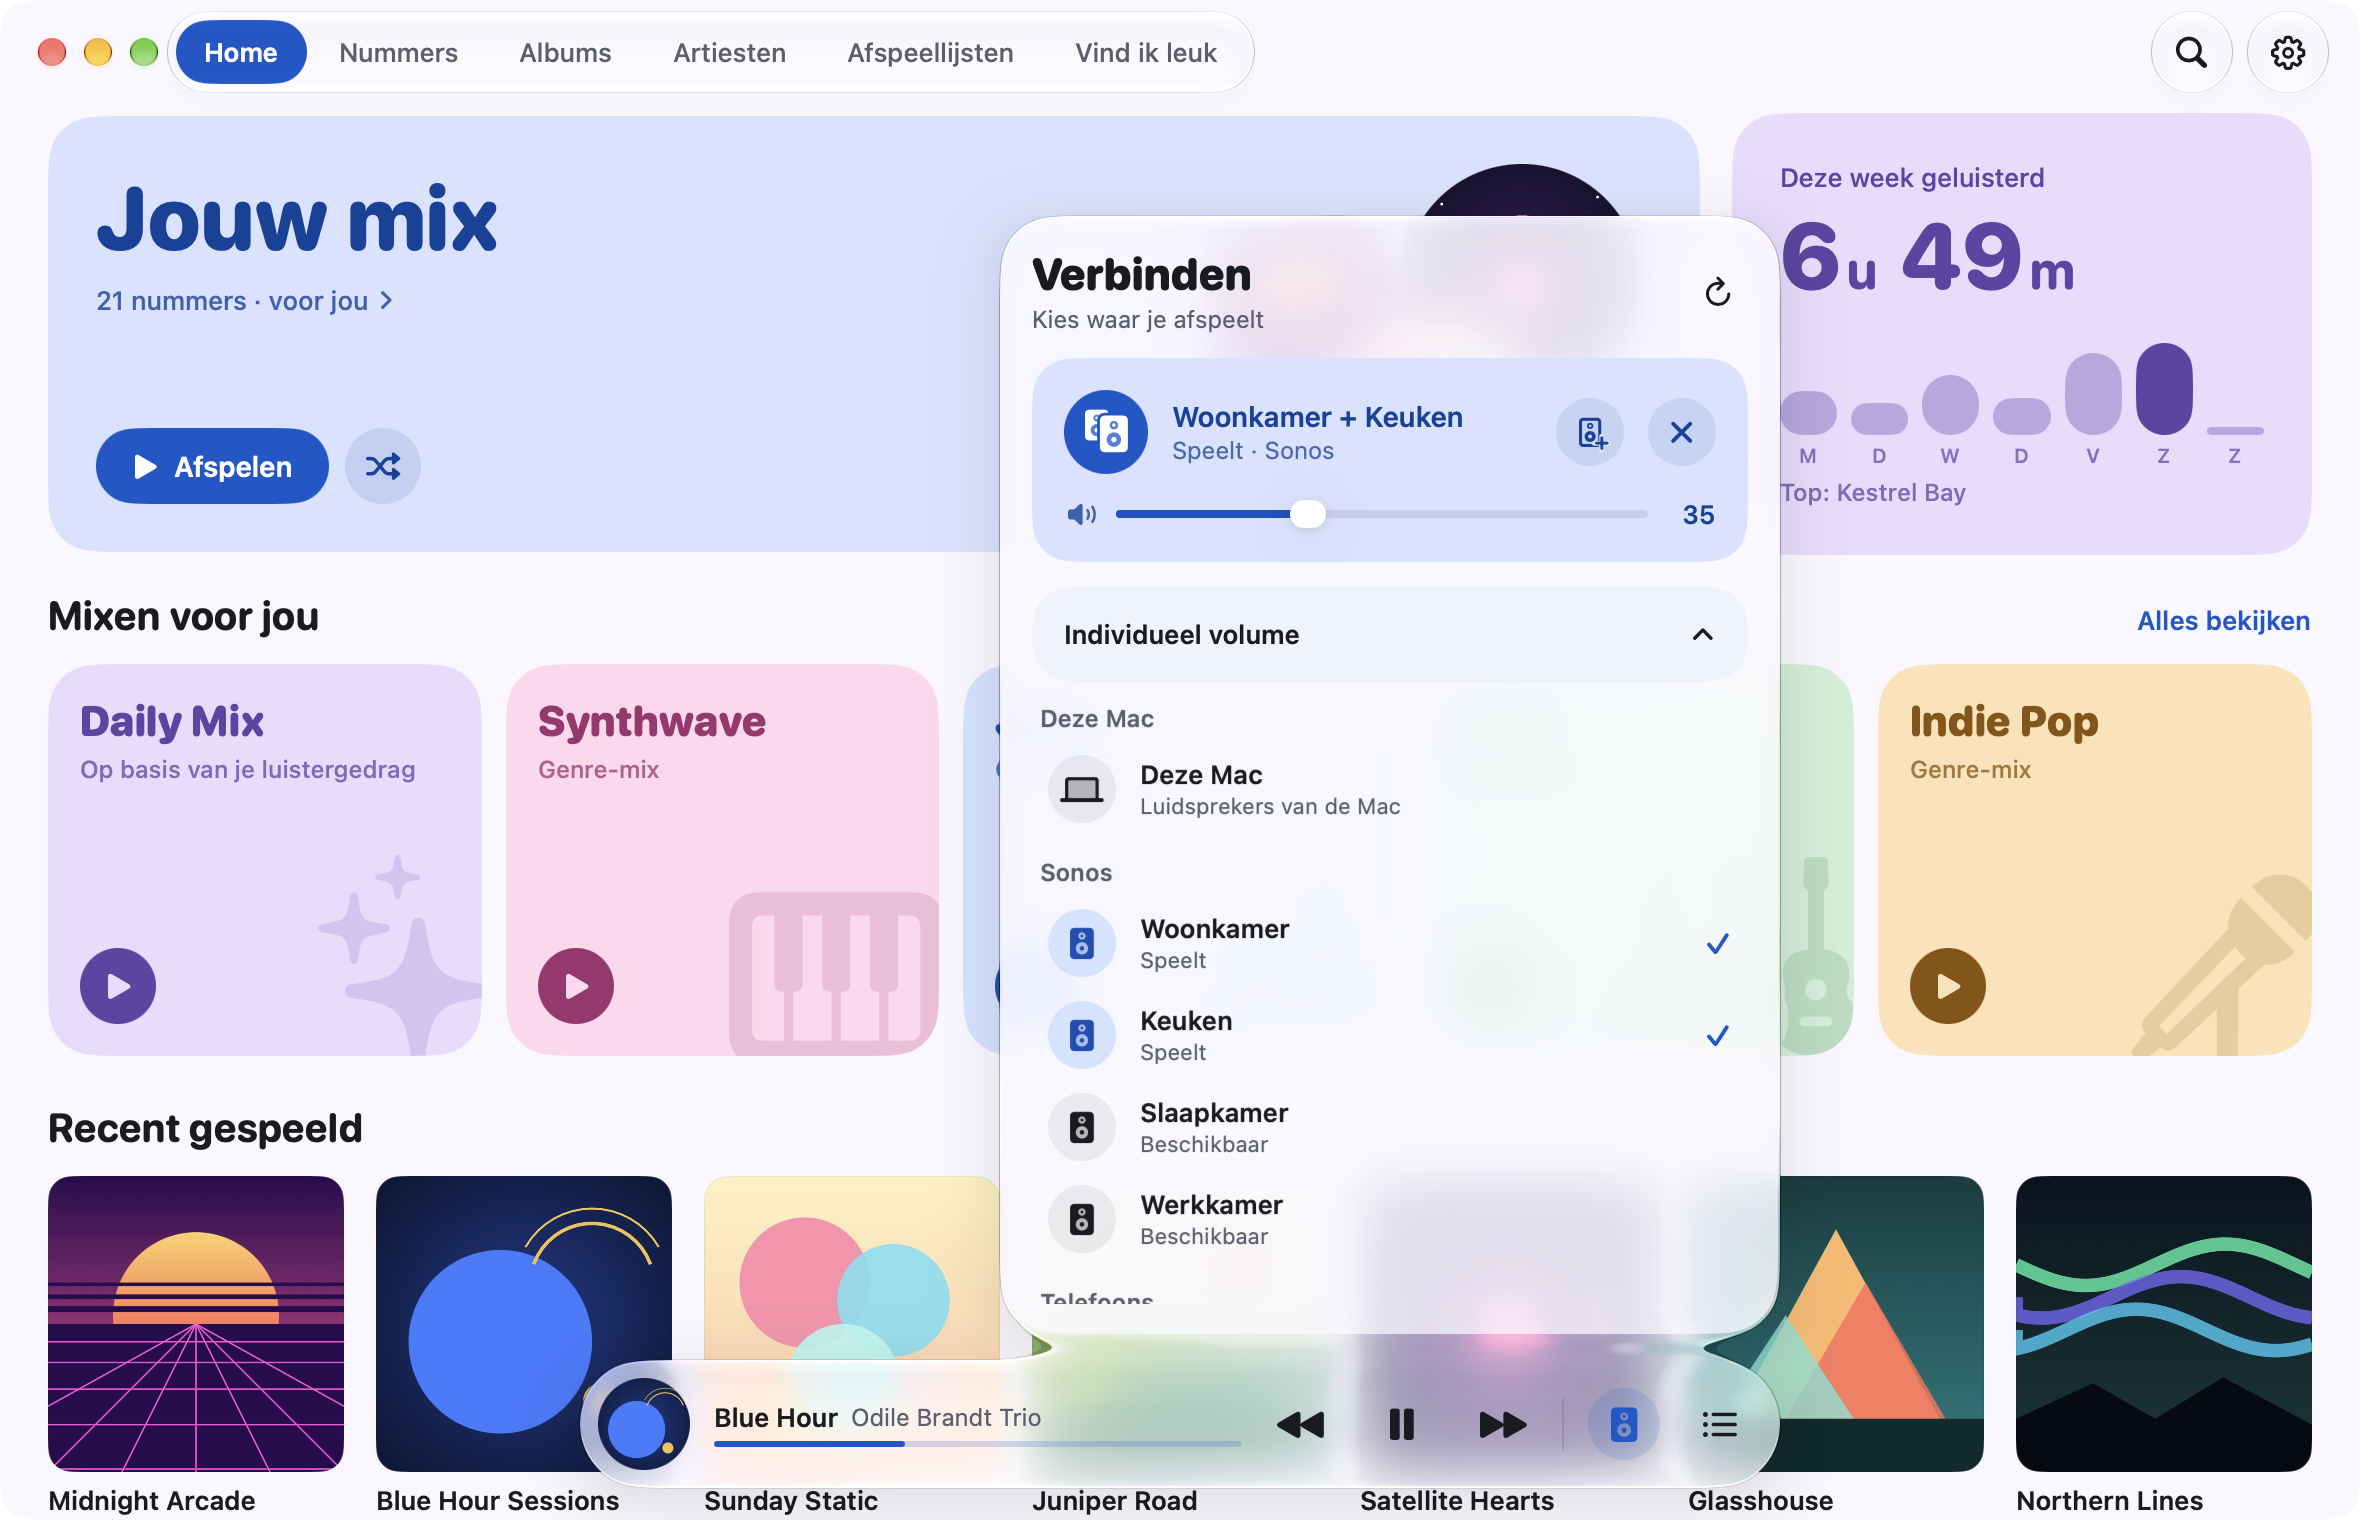 Home
Nummers
Albums
Artiesten
Afspeellijsten
Vind ik leuk
Jouw mix
21 nummers · voor jou
Afspelen
Deze week geluisterd
6u 49m
M D W D V Z Z
Top: Kestrel Bay
Verbinden
Kies waar je afspeelt
Woonkamer + Keuken
Speelt · Sonos
35
Individueel volume
Deze Mac
Deze Mac
Luidsprekers van de Mac
Sonos
Woonkamer
Speelt
Keuken
Speelt
Slaapkamer
Beschikbaar
Werkkamer
Beschikbaar
Telefoons
Mixen voor jou
Alles bekijken
Daily Mix
Op basis van je luistergedrag
Synthwave
Genre-mix
Indie Pop
Genre-mix
Recent gespeeld
Midnight Arcade
Blue Hour Sessions
Sunday Static
Juniper Road
Satellite Hearts
Glasshouse
Northern Lines
Blue Hour Odile Brandt Trio